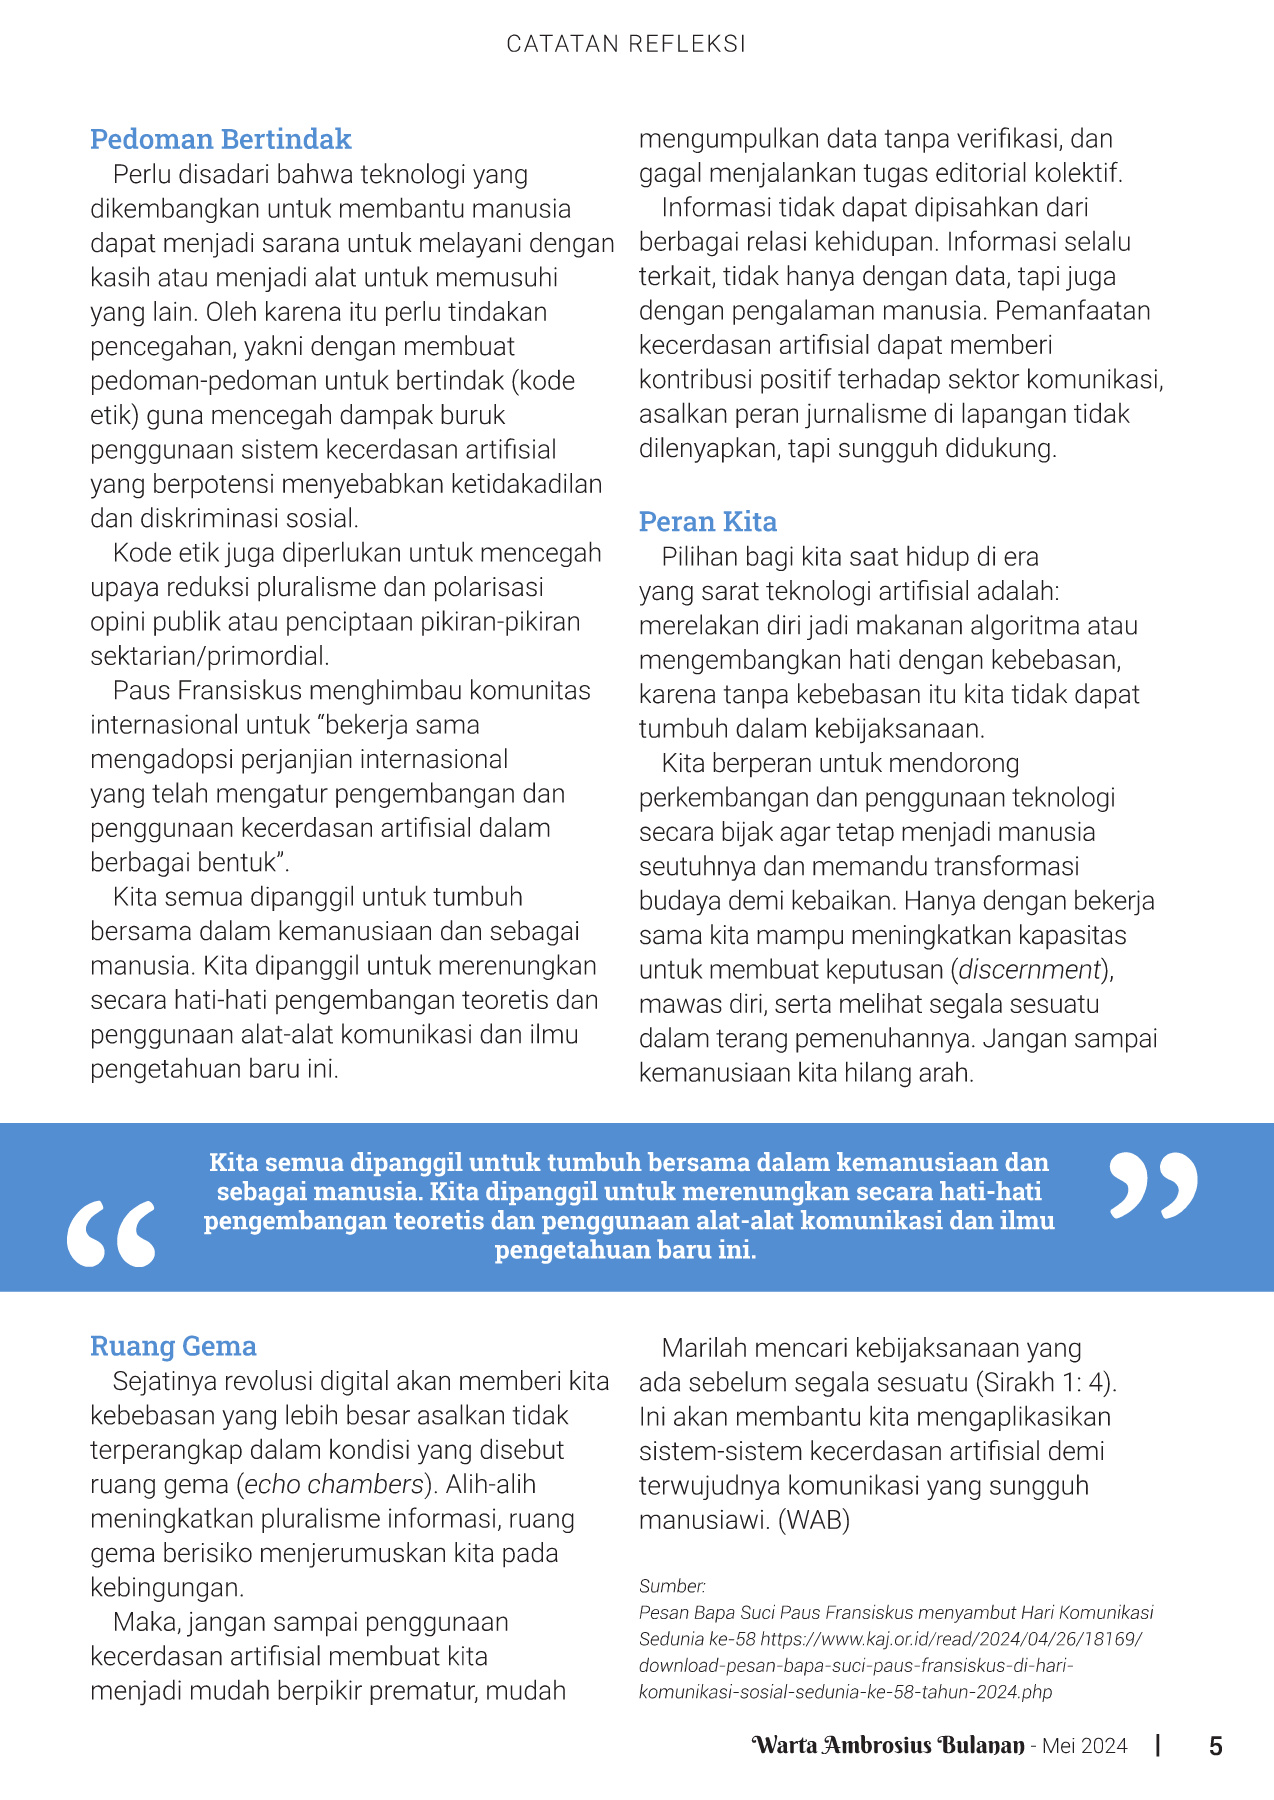 CATATAN REFLEKSI
Pedoman Bertindak
Perlu disadari bahwa teknologi yang
dikembangkan untuk membantu manusia
dapat menjadi sarana untuk melayani dengan
kasih atau menjadi alat untuk memusuhi
yang lain. Oleh karena itu perlu tindakan
pencegahan, yakni dengan membuat
pedoman-pedoman untuk bertindak (kode
etik) guna mencegah dampak buruk
penggunaan sistem kecerdasan artifisial
yang berpotensi menyebabkan ketidakadilan
dan diskriminasi sosial.
Kode etik juga diperlukan untuk mencegah
upaya reduksi pluralisme dan polarisasi
opini publik atau penciptaan pikiran-pikiran
sektarian/primordial.
Paus Fransiskus menghimbau komunitas
internasional untuk “bekerja sama
mengadopsi perjanjian internasional
yang telah mengatur pengembangan dan
penggunaan kecerdasan artifisial dalam
berbagai bentuk”.
Kita semua dipanggil untuk tumbuh
bersama dalam kemanusiaan dan sebagai
manusia. Kita dipanggil untuk merenungkan
secara hati-hati pengembangan teoretis dan
penggunaan alat-alat komunikasi dan ilmu
pengetahuan baru ini.
Kita semua dipanggil untuk tumbuh bersama dalam kemanusiaan dan
sebagai manusia. Kita dipanggil untuk merenungkan secara hati-hati
pengembangan teoretis dan penggunaan alat-alat komunikasi dan ilmu
pengetahuan baru ini.
Ruang Gema
Sejatinya revolusi digital akan memberi kita
kebebasan yang lebih besar asalkan tidak
terperangkap dalam kondisi yang disebut
ruang gema (echo chambers). Alih-alih
meningkatkan pluralisme informasi, ruang
gema berisiko menjerumuskan kita pada
kebingungan.
Maka, jangan sampai penggunaan
kecerdasan artifisial membuat kita
menjadi mudah berpikir prematur, mudah
mengumpulkan data tanpa verifikasi, dan
gagal menjalankan tugas editorial kolektif.
Informasi tidak dapat dipisahkan dari
berbagai relasi kehidupan. Informasi selalu
terkait, tidak hanya dengan data, tapi juga
dengan pengalaman manusia. Pemanfaatan
kecerdasan artifisial dapat memberi
kontribusi positif terhadap sektor komunikasi,
asalkan peran jurnalisme di lapangan tidak
dilenyapkan, tapi sungguh didukung.
Peran Kita
Pilihan bagi kita saat hidup di era
yang sarat teknologi artifisial adalah:
merelakan diri jadi makanan algoritma atau
mengembangkan hati dengan kebebasan,
karena tanpa kebebasan itu kita tidak dapat
tumbuh dalam kebijaksanaan.
Kita berperan untuk mendorong
perkembangan dan penggunaan teknologi
secara bijak agar tetap menjadi manusia
seutuhnya dan memandu transformasi
budaya demi kebaikan. Hanya dengan bekerja
sama kita mampu meningkatkan kapasitas
untuk membuat keputusan (discernment),
mawas diri, serta melihat segala sesuatu
dalam terang pemenuhannya. Jangan sampai
kemanusiaan kita hilang arah.
Marilah mencari kebijaksanaan yang
ada sebelum segala sesuatu (Sirakh 1: 4).
Ini akan membantu kita mengaplikasikan
sistem-sistem kecerdasan artifisial demi
terwujudnya komunikasi yang sungguh
manusiawi. (WAB)
Sumber:
Pesan Bapa Suci Paus Fransiskus menyambut Hari Komunikasi
Sedunia ke-58 https://www.kaj.or.id/read/2024/04/26/18169/
download-pesan-bapa-suci-paus-fransiskus-di-hari-
komunikasi-sosial-sedunia-ke-58-tahun-2024.php
Warta Ambrosius Bulanan - Mei 2024 | 5